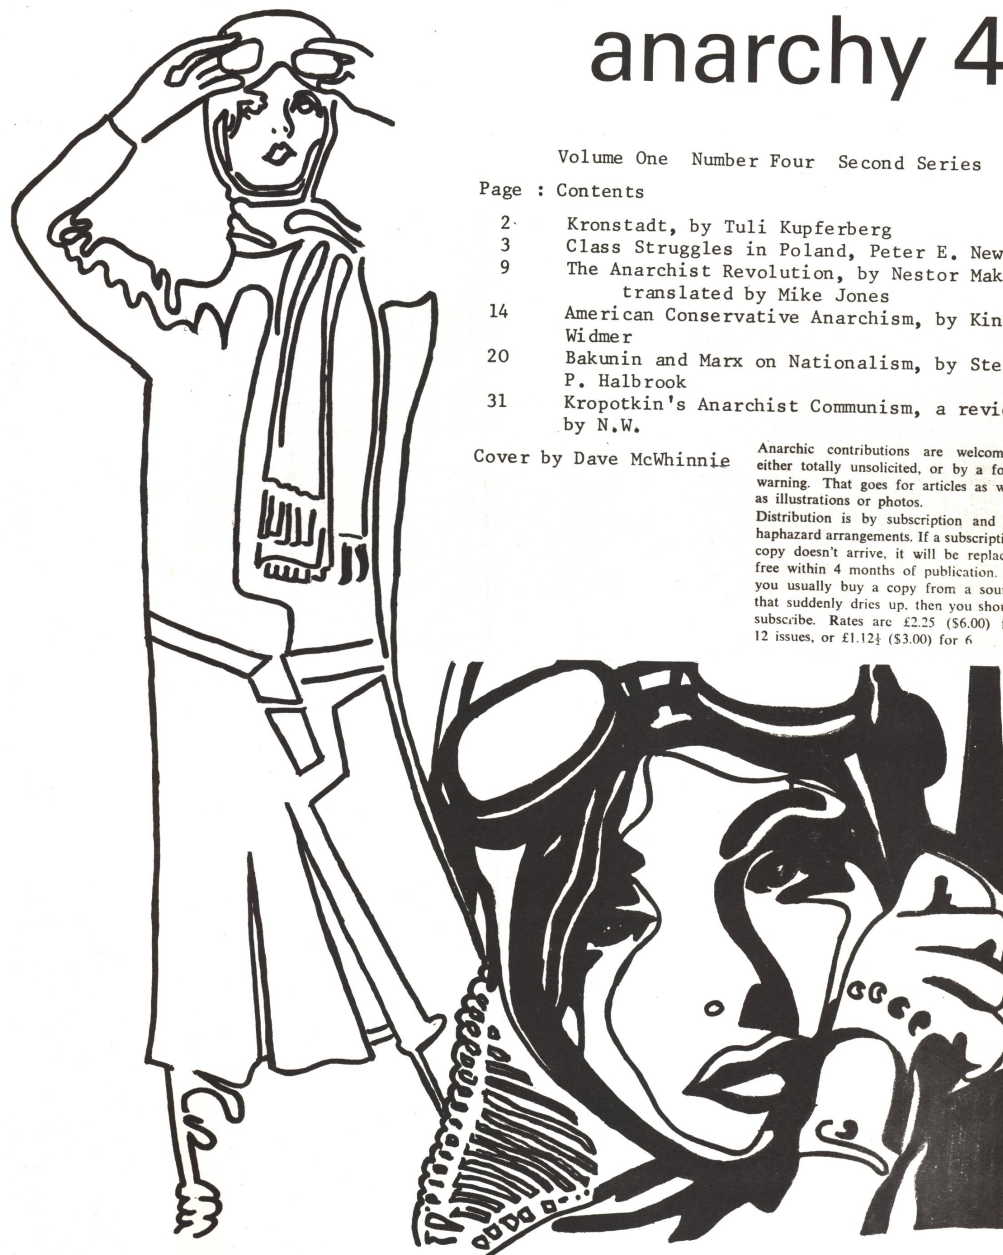 anarchy 4
Volume One Number Four Second Series
Page : Contents
2 Kronstadt, by Tuli Kupferberg
3 Class Struggles in Poland, Peter E. New
9 The Anarchist Revolution, by Nestor Mak
translated by Mike Jones
14 American Conservative Anarchism, by Kin
Widmer
20 Bakunin and Marx on Nationalism, by Ste
P. Halbrook
31 Kropotkin's Anarchist Communism, a revi
by N.W.
Cover by Dave McWhinnie
Anarchic contributions are welcom
either totally unsolicited, or by a fo
warning. That goes for articles as w
as illustrations or photos.
Distribution is by subscription and
haphazard arrangements. If a subscripti
copy doesn't arrive, it will be replac
free within 4 months of publication.
you usually buy a copy from a sour
that suddenly dries up, then you shou
subscribe. Rates are £2.25 ($6.00) f
12 issues, or £1.12½ ($3.00) for 6